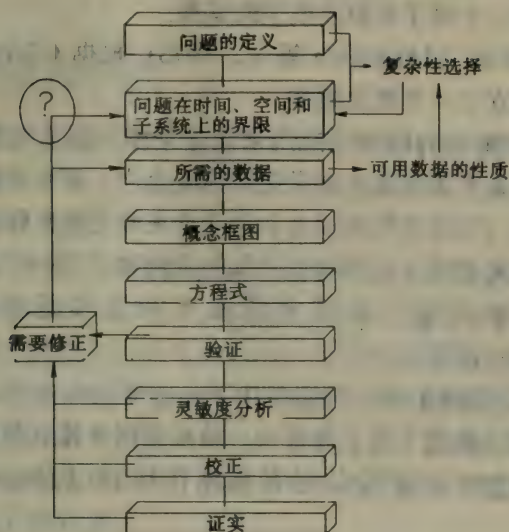 问题的定义
复杂性选择
?
问题在时间、空间和
子系统上的界限
所需的数据
可用数据的性质
概念框图
方程式
需要修正
验证
灵敏度分析
校正
证实